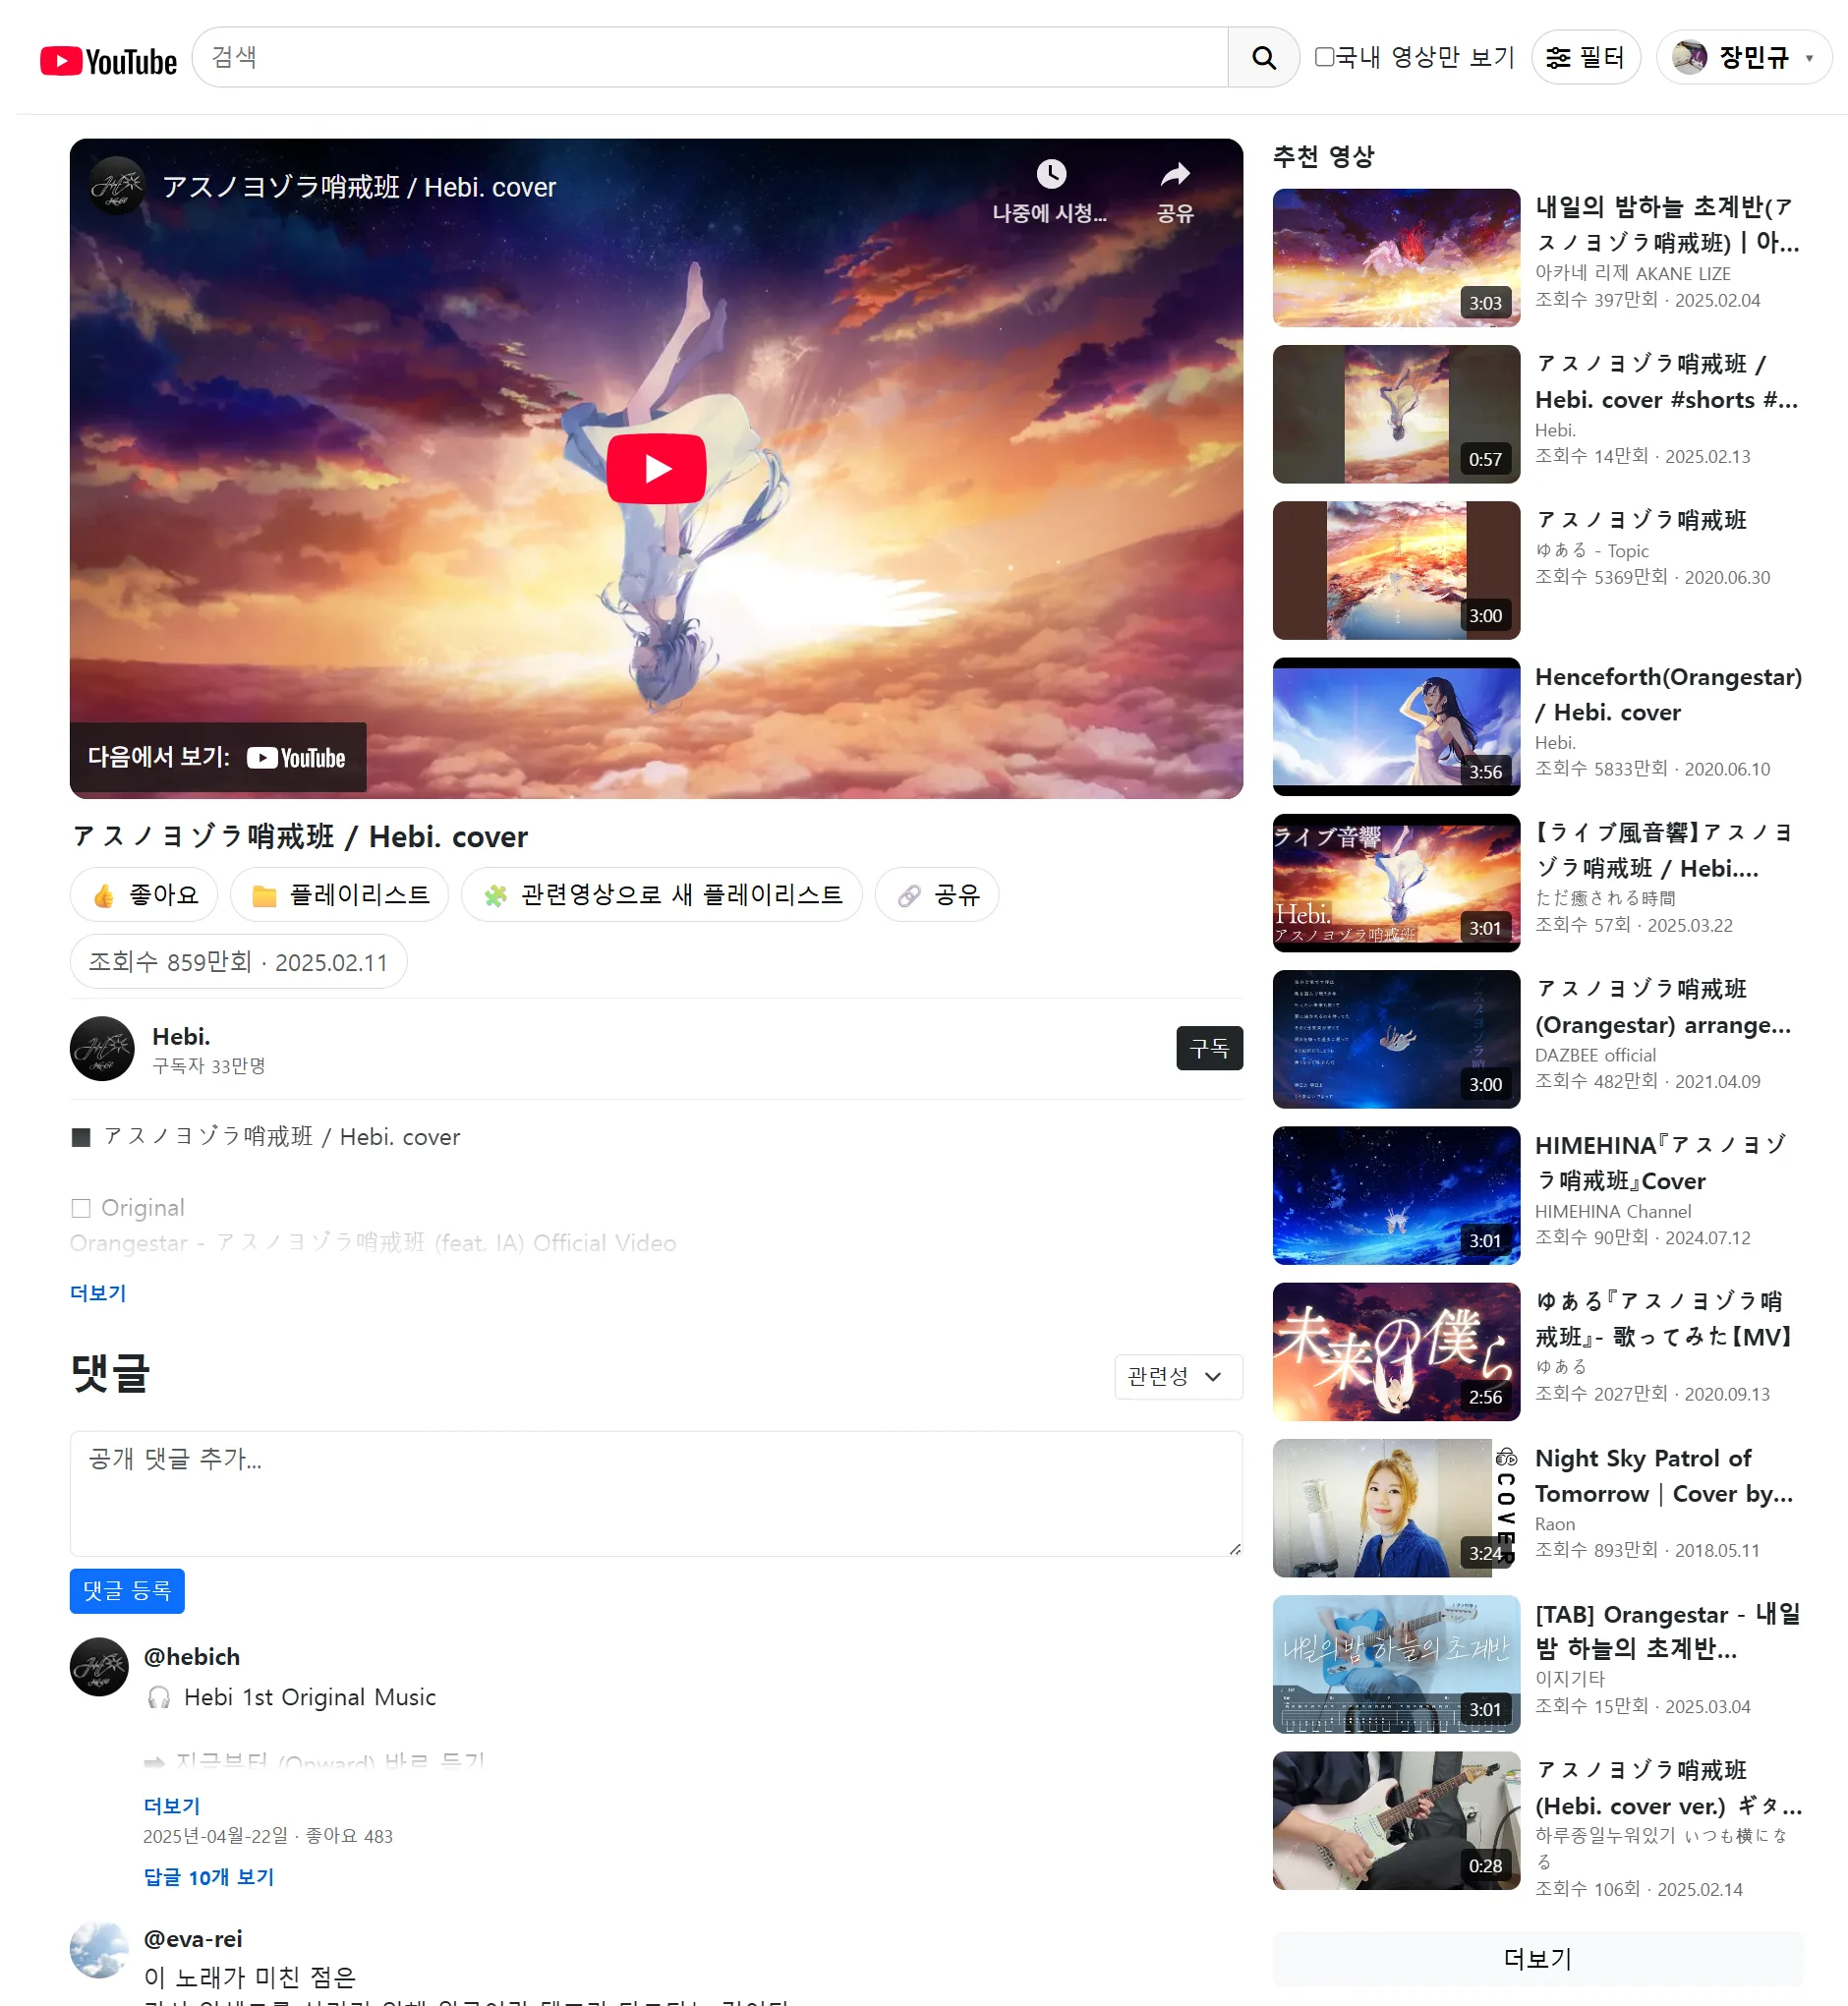 YouTube
검색
국내 영상만 보기
필터
장민규
アスノヨゾラ哨戒班 / Hebi. cover
나중에 시청...
공유
다음에서 보기: YouTube
アスノヨゾラ哨戒班 / Hebi. cover
좋아요
플레이리스트
관련영상으로 새 플레이리스트
공유
조회수 859만회 · 2025.02.11
Hebi.
구독자 33만명
구독
■ アスノヨゾラ哨戒班 / Hebi. cover
□ Original
Orangestar - アスノヨゾラ哨戒班 (feat. IA) Official Video
더보기
댓글
관련성
공개 댓글 추가...
댓글 등록
@hebich
🎧 Hebi 1st Original Music
➡ 지금부터 (Onward) 바로 듣기
더보기
2025년-04월-22일 · 좋아요 483
답글 10개 보기
@eva-rei
이 노래가 미친 점은
추천 영상
3:03
내일의 밤하늘 초계반(ア
スノヨゾラ哨戒班) | 아...
아카네 리제 AKANE LIZE
조회수 397만회 · 2025.02.04
0:57
アスノヨゾラ哨戒班 /
Hebi. cover #shorts #...
Hebi.
조회수 14만회 · 2025.02.13
3:00
アスノヨゾラ哨戒班
ゆある - Topic
조회수 5369만회 · 2020.06.30
3:56
Henceforth(Orangestar)
/ Hebi. cover
Hebi.
조회수 5833만회 · 2020.06.10
ライブ音響
Hebi.
アスノヨゾラ哨戒班
3:01
【ライブ風音響】アスノヨ
ゾラ哨戒班 / Hebi....
ただ癒される時間
조회수 57회 · 2025.03.22
3:00
アスノヨゾラ哨戒班
(Orangestar) arrange...
DAZBEE official
조회수 482만회 · 2021.04.09
3:01
HIMEHINA『アスノヨゾ
ラ哨戒班』Cover
HIMEHINA Channel
조회수 90만회 · 2024.07.12
未来の僕ら
2:56
ゆある『アスノヨゾラ哨
戒班』- 歌ってみた【MV】
ゆある
조회수 2027만회 · 2020.09.13
COVER
3:24
Night Sky Patrol of
Tomorrow | Cover by...
Raon
조회수 893만회 · 2018.05.11
내일의 밤 하늘의 초계반
3:01
[TAB] Orangestar - 내일
밤 하늘의 초계반...
이지기타
조회수 15만회 · 2025.03.04
0:28
アスノヨゾラ哨戒班
(Hebi. cover ver.) ギタ...
하루종일누워있기 いつも横にな
る
조회수 106회 · 2025.02.14
더보기